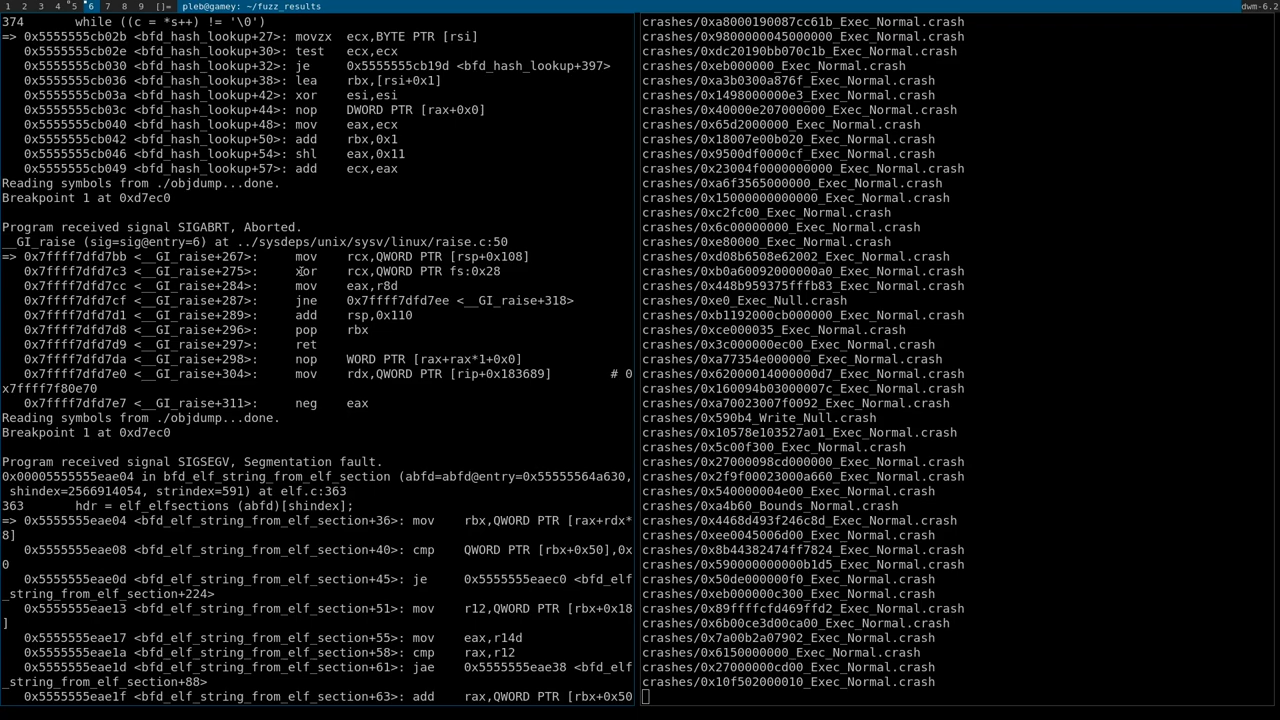 1 2 3 4 5 6 7 8 9 []= pleb@gamey: ~/fuzz_results dwm-6.2
374 while ((c = *s++) != '\0')
=> 0x5555555cb02b <bfd_hash_lookup+27>: movzx ecx,BYTE PTR [rsi]
0x5555555cb02e <bfd_hash_lookup+30>: test ecx,ecx
0x5555555cb030 <bfd_hash_lookup+32>: je 0x5555555cb19d <bfd_hash_lookup+397>
0x5555555cb036 <bfd_hash_lookup+38>: lea rbx,[rsi+0x1]
0x5555555cb03a <bfd_hash_lookup+42>: xor esi,esi
0x5555555cb03c <bfd_hash_lookup+44>: nop DWORD PTR [rax+0x0]
0x5555555cb040 <bfd_hash_lookup+48>: mov eax,ecx
0x5555555cb042 <bfd_hash_lookup+50>: add rbx,0x1
0x5555555cb046 <bfd_hash_lookup+54>: shl eax,0x11
0x5555555cb049 <bfd_hash_lookup+57>: add ecx,eax
Reading symbols from ./objdump...done.
Breakpoint 1 at 0xd7ec0
Program received signal SIGABRT, Aborted.
__GI_raise (sig=sig@entry=6) at ../sysdeps/unix/sysv/linux/raise.c:50
=> 0x7ffff7dfd7bb <__GI_raise+267>: mov rcx,QWORD PTR [rsp+0x108]
0x7ffff7dfd7c3 <__GI_raise+275>: xor rcx,QWORD PTR fs:0x28
0x7ffff7dfd7cc <__GI_raise+284>: mov eax,r8d
0x7ffff7dfd7cf <__GI_raise+287>: jne 0x7ffff7dfd7ee <__GI_raise+318>
0x7ffff7dfd7d1 <__GI_raise+289>: add rsp,0x110
0x7ffff7dfd7d8 <__GI_raise+296>: pop rbx
0x7ffff7dfd7d9 <__GI_raise+297>: ret
0x7ffff7dfd7da <__GI_raise+298>: nop WORD PTR [rax+rax*1+0x0]
0x7ffff7dfd7e0 <__GI_raise+304>: mov rdx,QWORD PTR [rip+0x183689] # 0
x7ffff7f80e70
0x7ffff7dfd7e7 <__GI_raise+311>: neg eax
Reading symbols from ./objdump...done.
Breakpoint 1 at 0xd7ec0
Program received signal SIGSEGV, Segmentation fault.
0x00005555555eae04 in bfd_elf_string_from_elf_section (abfd=abfd@entry=0x55555564a630,
shindex=2566914054, strindex=591) at elf.c:363
363 hdr = elf_elfsections (abfd)[shindex];
=> 0x5555555eae04 <bfd_elf_string_from_elf_section+36>: mov rbx,QWORD PTR [rax+rdx*
8]
0x5555555eae08 <bfd_elf_string_from_elf_section+40>: cmp QWORD PTR [rbx+0x50],0x
0
0x5555555eae0d <bfd_elf_string_from_elf_section+45>: je 0x5555555eaec0 <bfd_elf
_string_from_elf_section+224>
0x5555555eae13 <bfd_elf_string_from_elf_section+51>: mov r12,QWORD PTR [rbx+0x18
]
0x5555555eae17 <bfd_elf_string_from_elf_section+55>: mov eax,r14d
0x5555555eae1a <bfd_elf_string_from_elf_section+58>: cmp rax,r12
0x5555555eae1d <bfd_elf_string_from_elf_section+61>: jae 0x5555555eae38 <bfd_elf
_string_from_elf_section+88>
0x5555555eae1f <bfd_elf_string_from_elf_section+63>: add rax,QWORD PTR [rbx+0x50
crashes/0xa8000190087cc61b_Exec_Normal.crash
crashes/0x9800000045000000_Exec_Normal.crash
crashes/0xdc20190bb070c1b_Exec_Normal.crash
crashes/0xeb000000_Exec_Normal.crash
crashes/0xa3b0300a876f_Exec_Normal.crash
crashes/0x1498000000e3_Exec_Normal.crash
crashes/0x40000e207000000_Exec_Normal.crash
crashes/0x65d2000000_Exec_Normal.crash
crashes/0x18007e00b020_Exec_Normal.crash
crashes/0x9500df0000cf_Exec_Normal.crash
crashes/0x23004f0000000000_Exec_Normal.crash
crashes/0xa6f3565000000_Exec_Normal.crash
crashes/0x15000000000000_Exec_Normal.crash
crashes/0xc2fc00_Exec_Normal.crash
crashes/0x6c00000000_Exec_Normal.crash
crashes/0xe80000_Exec_Normal.crash
crashes/0xd08b6508e62002_Exec_Normal.crash
crashes/0xb0a60092000000a0_Exec_Normal.crash
crashes/0x448b959375fffb83_Exec_Normal.crash
crashes/0xe0_Exec_Null.crash
crashes/0xb1192000cb000000_Exec_Normal.crash
crashes/0xce000035_Exec_Normal.crash
crashes/0x3c000000ec00_Exec_Normal.crash
crashes/0xa77354e000000_Exec_Normal.crash
crashes/0x62000014000000d7_Exec_Normal.crash
crashes/0x160094b03000007c_Exec_Normal.crash
crashes/0xa70023007f0092_Exec_Normal.crash
crashes/0x590b4_Write_Null.crash
crashes/0x10578e103527a01_Exec_Normal.crash
crashes/0x5c00f300_Exec_Normal.crash
crashes/0x27000098cd000000_Exec_Normal.crash
crashes/0x2f9f00023000a660_Exec_Normal.crash
crashes/0x540000004e00_Exec_Normal.crash
crashes/0xa4b60_Bounds_Normal.crash
crashes/0x4468d493f246c8d_Exec_Normal.crash
crashes/0xee0045006d00_Exec_Normal.crash
crashes/0x8b44382474ff7824_Exec_Normal.crash
crashes/0x590000000000b1d5_Exec_Normal.crash
crashes/0x50de000000f0_Exec_Normal.crash
crashes/0xeb000000c300_Exec_Normal.crash
crashes/0x89ffffcfd469ffd2_Exec_Normal.crash
crashes/0x6b00ce3d00ca00_Exec_Normal.crash
crashes/0x7a00b2a07902_Exec_Normal.crash
crashes/0x6150000000_Exec_Normal.crash
crashes/0x27000000cd00_Exec_Normal.crash
crashes/0x10f502000010_Exec_Normal.crash